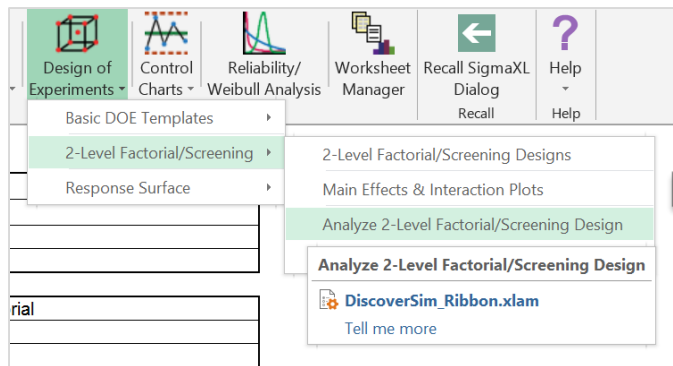 Design of
Experiments
Control
Charts
Reliability/
Weibull Analysis
Worksheet
Manager
Recall SigmaXL
Dialog
Recall
?
Help
Help
Basic DOE Templates
2-Level Factorial/Screening
Response Surface
2-Level Factorial/Screening Designs
Main Effects & Interaction Plots
Analyze 2-Level Factorial/Screening Design
Analyze 2-Level Factorial/Screening Design
DiscoverSim_Ribbon.xlam
Tell me more
rial